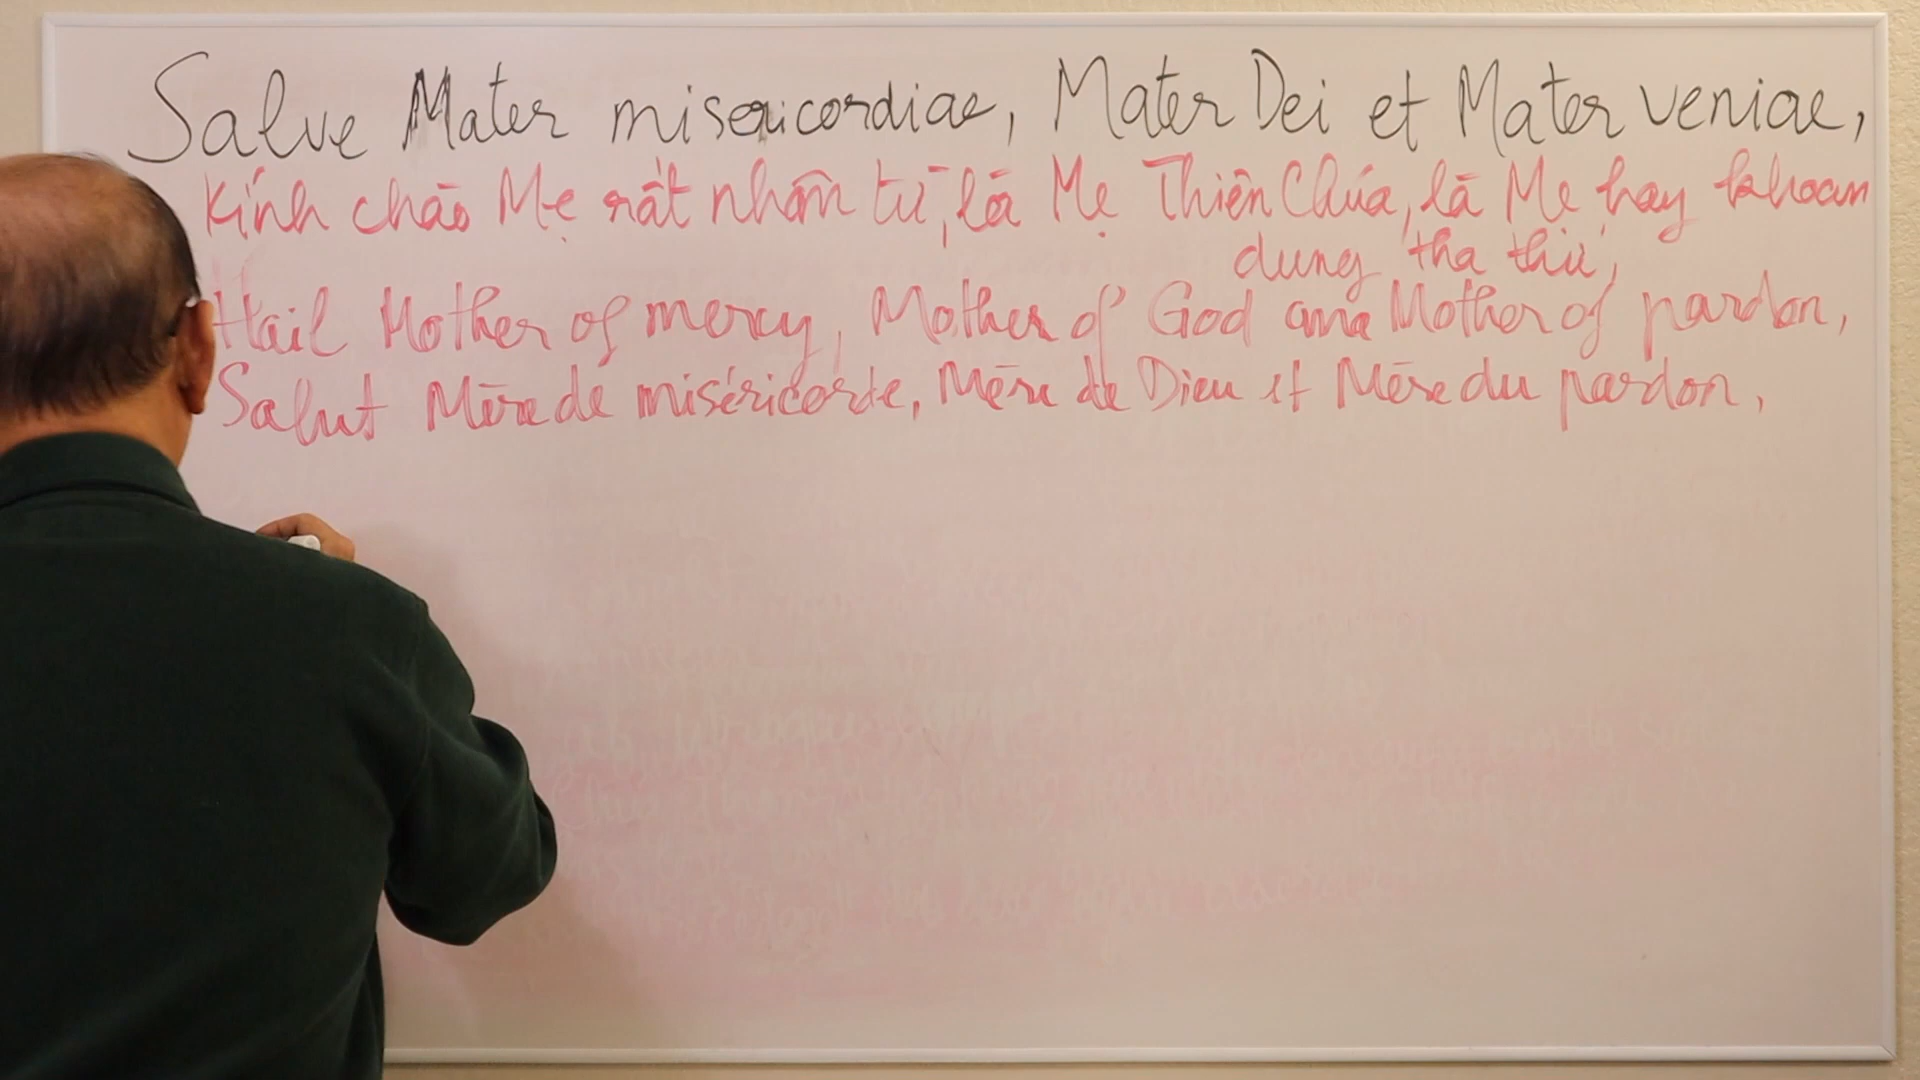 Salve Mater misericordiae, Mater Dei et Mater veniae,
Kính chào Mẹ rất nhân từ, là Mẹ Thiên Chúa, là Mẹ hay khoan
dung tha thứ,
Hail Mother of mercy, Mother of God and Mother of pardon,
Salut Mère de miséricorde, Mère de Dieu et Mère du pardon,